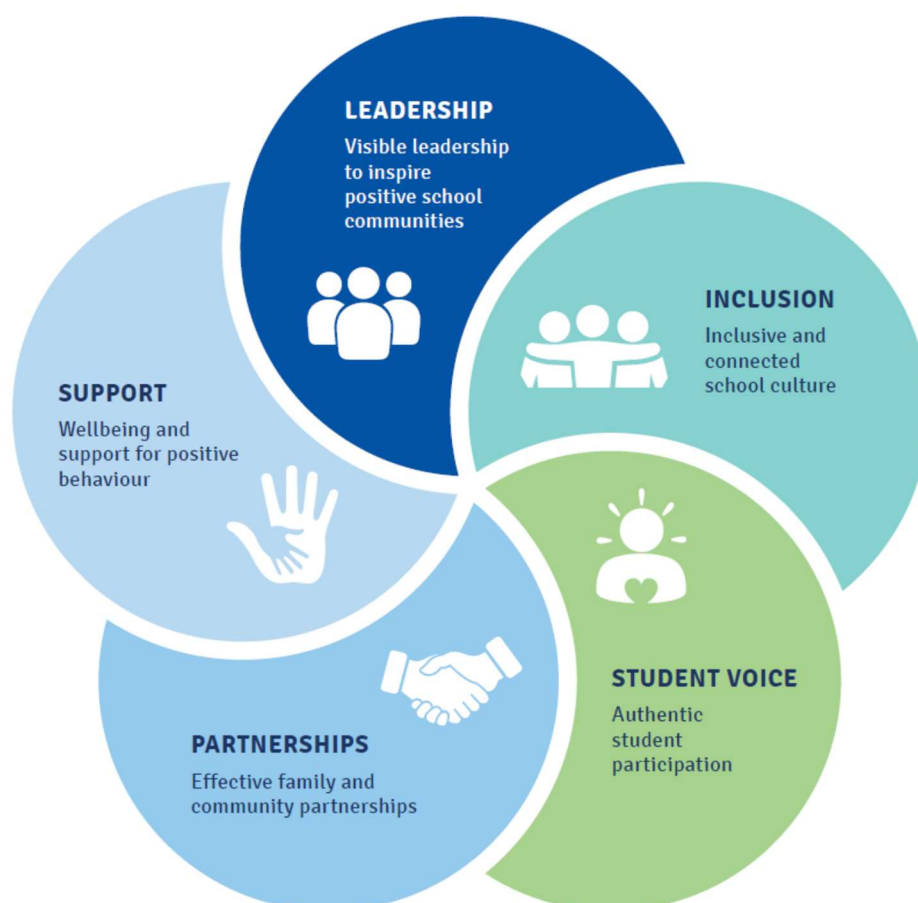 LEADERSHIP
Visible leadership
to inspire
positive school
communities
INCLUSION
Inclusive and
connected
school culture
STUDENT VOICE
Authentic
student
participation
PARTNERSHIPS
Effective family and
community partnerships
SUPPORT
Wellbeing and
support for positive
behaviour